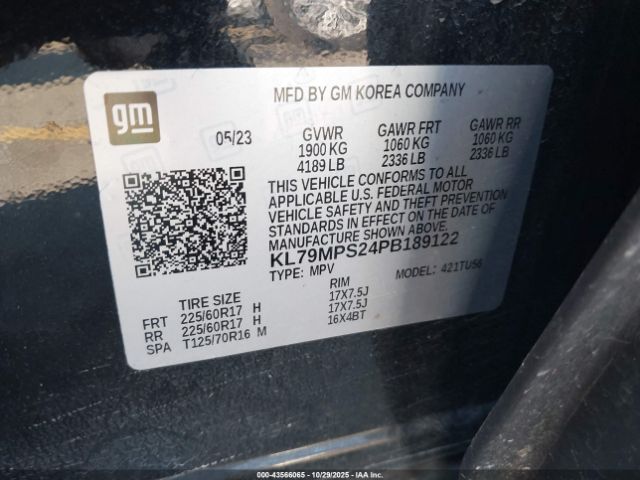 gm
MFD BY GM KOREA COMPANY
05/23 GVWR GAWR FRT GAWR RR
1900 KG 1060 KG 1060 KG
4189 LB 2336 LB 2336 LB
THIS VEHICLE CONFORMS TO ALL
APPLICABLE U.S. FEDERAL MOTOR
VEHICLE SAFETY AND THEFT PREVENTION
STANDARDS IN EFFECT ON THE DATE OF
MANUFACTURE SHOWN ABOVE.
KL79MPS24PB189122
TYPE: MPV MODEL: 421TU56
TIRE SIZE RIM
FRT 225/60R17 H 17X7.5J
RR 225/60R17 H 17X7.5J
SPA T125/70R16 M 16X4BT
000-43566065 - 10/29/2025 - IAAI.com